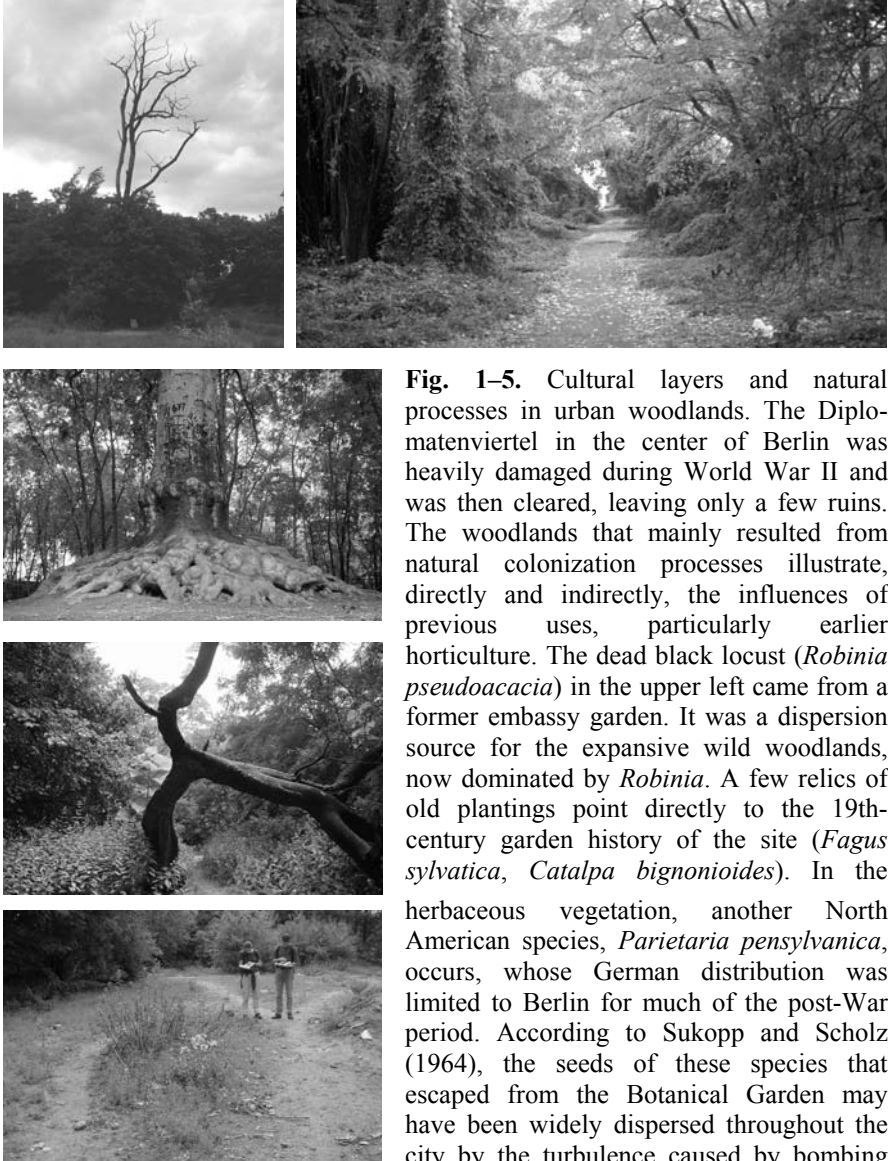 Fig. 1–5. Cultural layers and natural
processes in urban woodlands. The Diplo-
matenviertel in the center of Berlin was
heavily damaged during World War II and
was then cleared, leaving only a few ruins.
The woodlands that mainly resulted from
natural colonization processes illustrate,
directly and indirectly, the influences of
previous uses, particularly earlier
horticulture. The dead black locust (Robinia
pseudoacacia) in the upper left came from a
former embassy garden. It was a dispersion
source for the expansive wild woodlands,
now dominated by Robinia. A few relics of
old plantings point directly to the 19th-
century garden history of the site (Fagus
sylvatica, Catalpa bignonioides). In the
herbaceous vegetation, another North
American species, Parietaria pensylvanica,
occurs, whose German distribution was
limited to Berlin for much of the post-War
period. According to Sukopp and Scholz
(1964), the seeds of these species that
escaped from the Botanical Garden may
have been widely dispersed throughout the
city by the turbulence caused by bombing